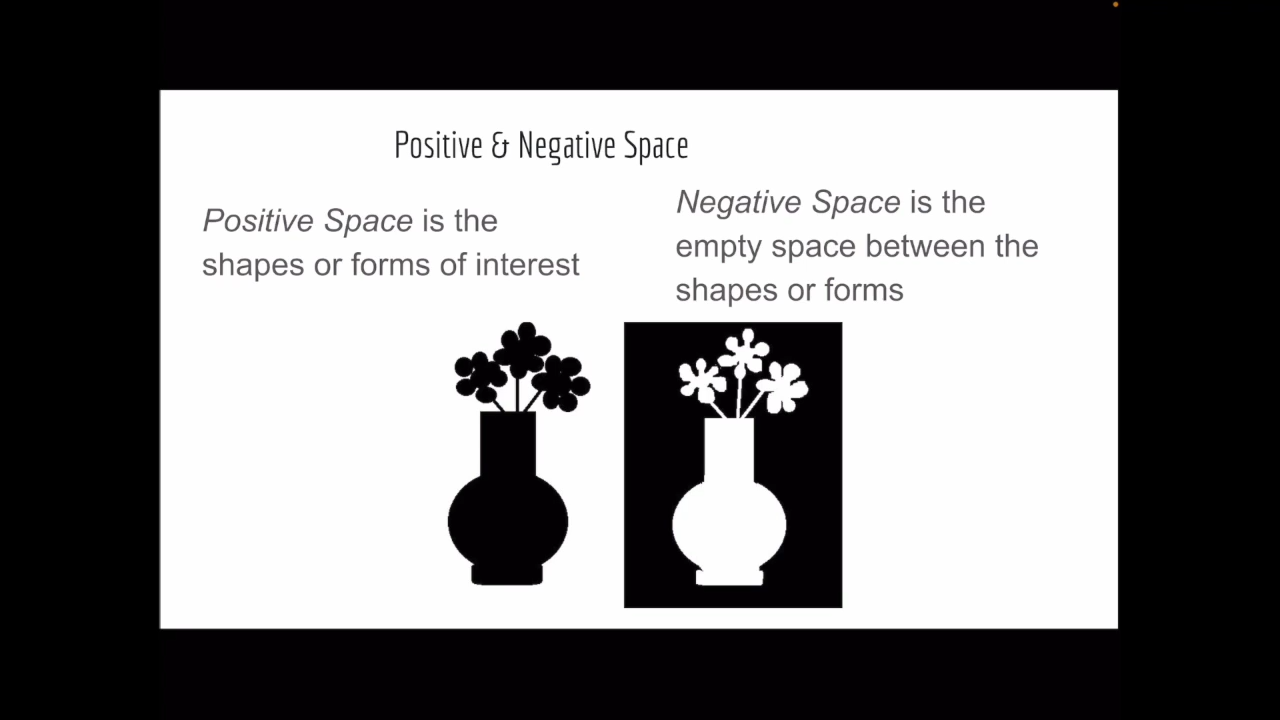 Positive & Negative Space
Positive Space is the
shapes or forms of interest
Negative Space is the
empty space between the
shapes or forms